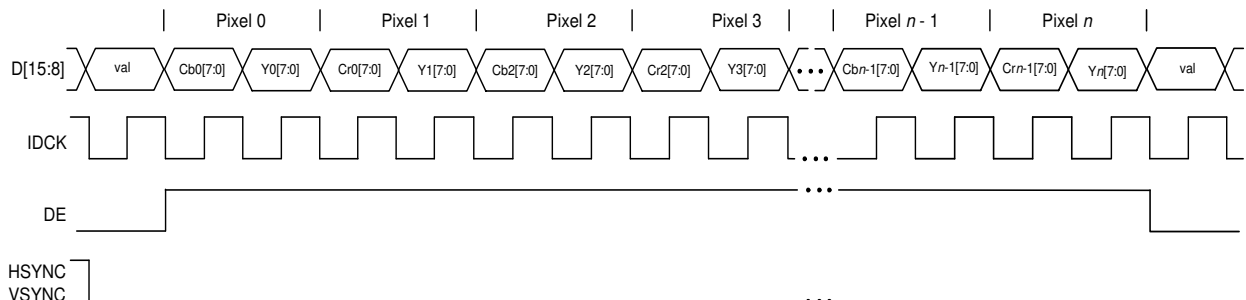 Pixel 0 Pixel 1 Pixel 2 Pixel 3 Pixel n - 1 Pixel n
D[15:8] val Cb0[7:0] Y0[7:0] Cr0[7:0] Y1[7:0] Cb2[7:0] Y2[7:0] Cr2[7:0] Y3[7:0] ... Cbn-1[7:0] Yn-1[7:0] Crn-1[7:0] Yn[7:0] val
IDCK ...
DE ...
HSYNC
VSYNC ...